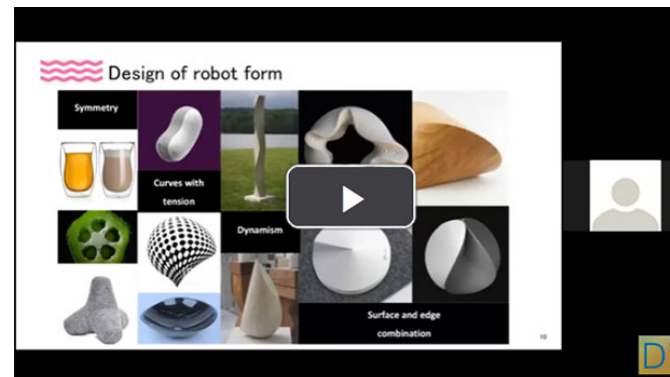 Design of robot form
Symmetry
Curves with
tension
Dynamism
Surface and edge
combination
10
D